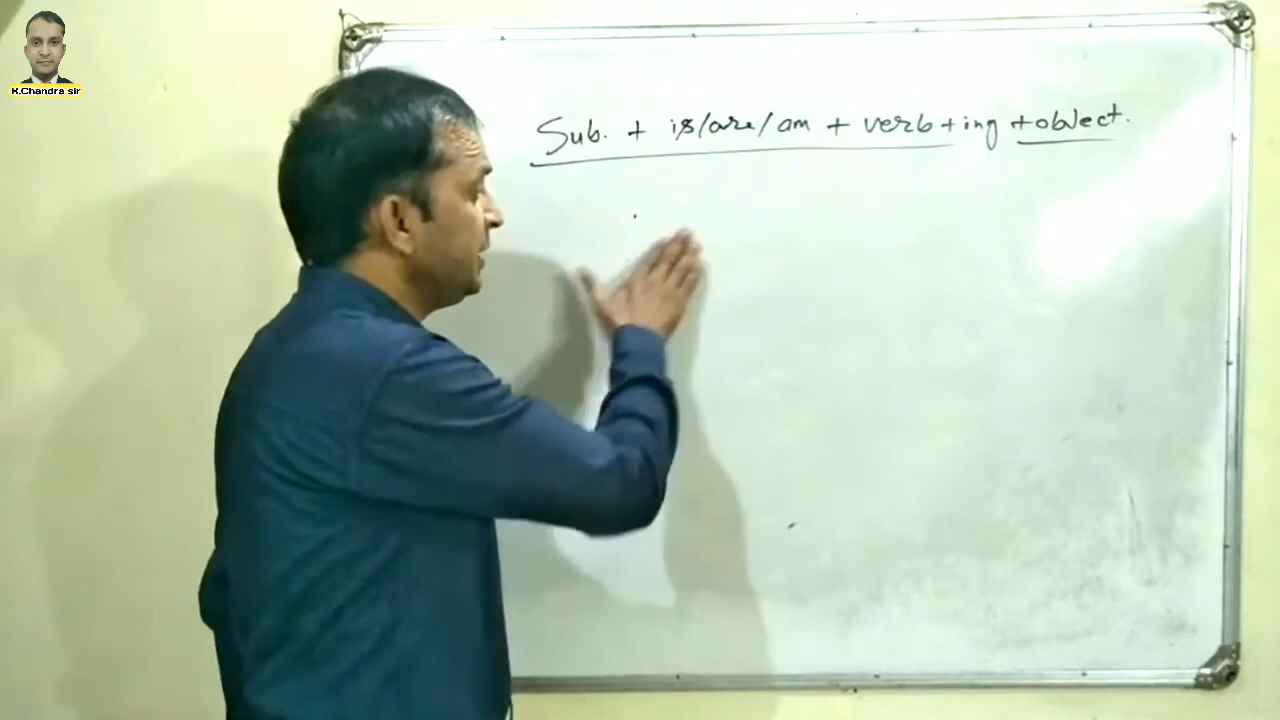 K.Chandra sir
Sub. + is/are/am + verb + ing + object.